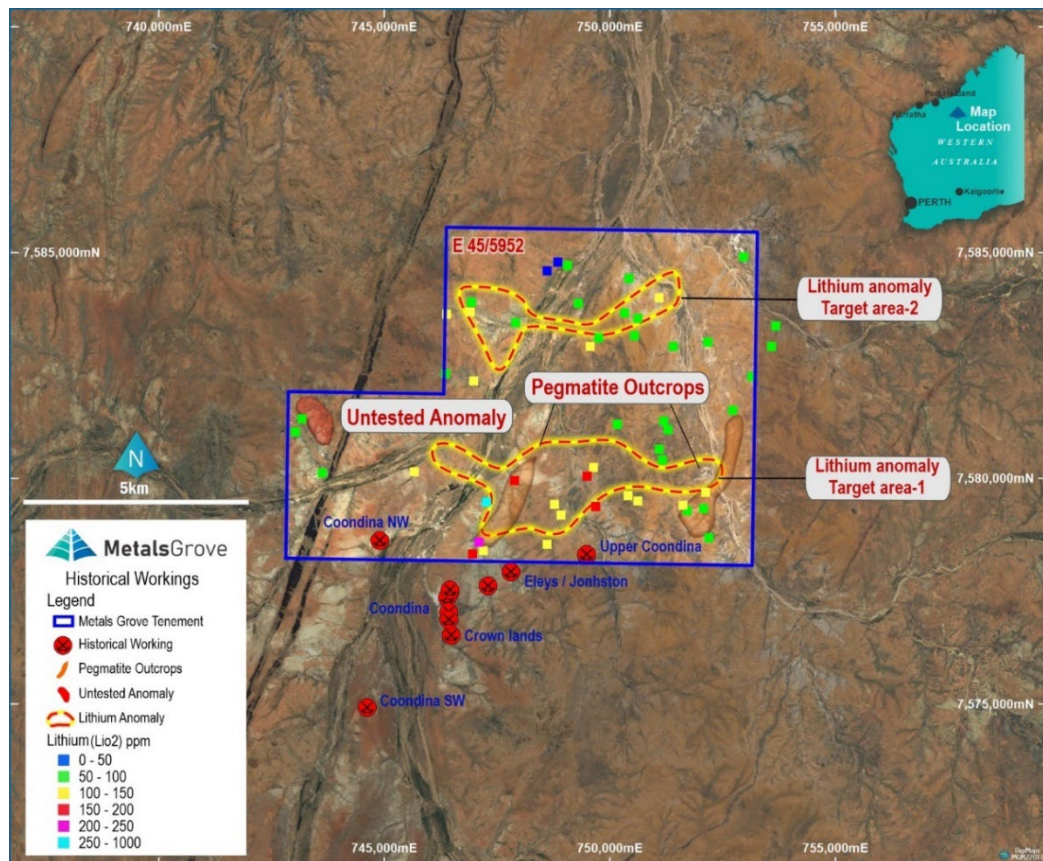 740,000mE
745,000mE
750,000mE
755,000mE
Port Hedland
Karratha
Map
Location
WESTERN
AUSTRALIA
Kalgoorlie
PERTH
7,585,000mN
7,585,000mN
E 45/5952
Lithium anomaly
Target area-2
Pegmatite Outcrops
Untested Anomaly
N
5km
7,580,000mN
Lithium anomaly
Target area-1
Coondina NW
Upper Coondina
Eleys / Jonhston
Coondina
Crown lands
Coondina SW
7,575,000mN
MetalsGrove
Historical Workings
Legend
Metals Grove Tenement
Historical Working
Pegmatite Outcrops
Untested Anomaly
Lithium Anomaly
Lithium(Lio2) ppm
0 - 50
50 - 100
100 - 150
150 - 200
200 - 250
250 - 1000
745,000mE
750,000mE
755,000mE
DigMaps